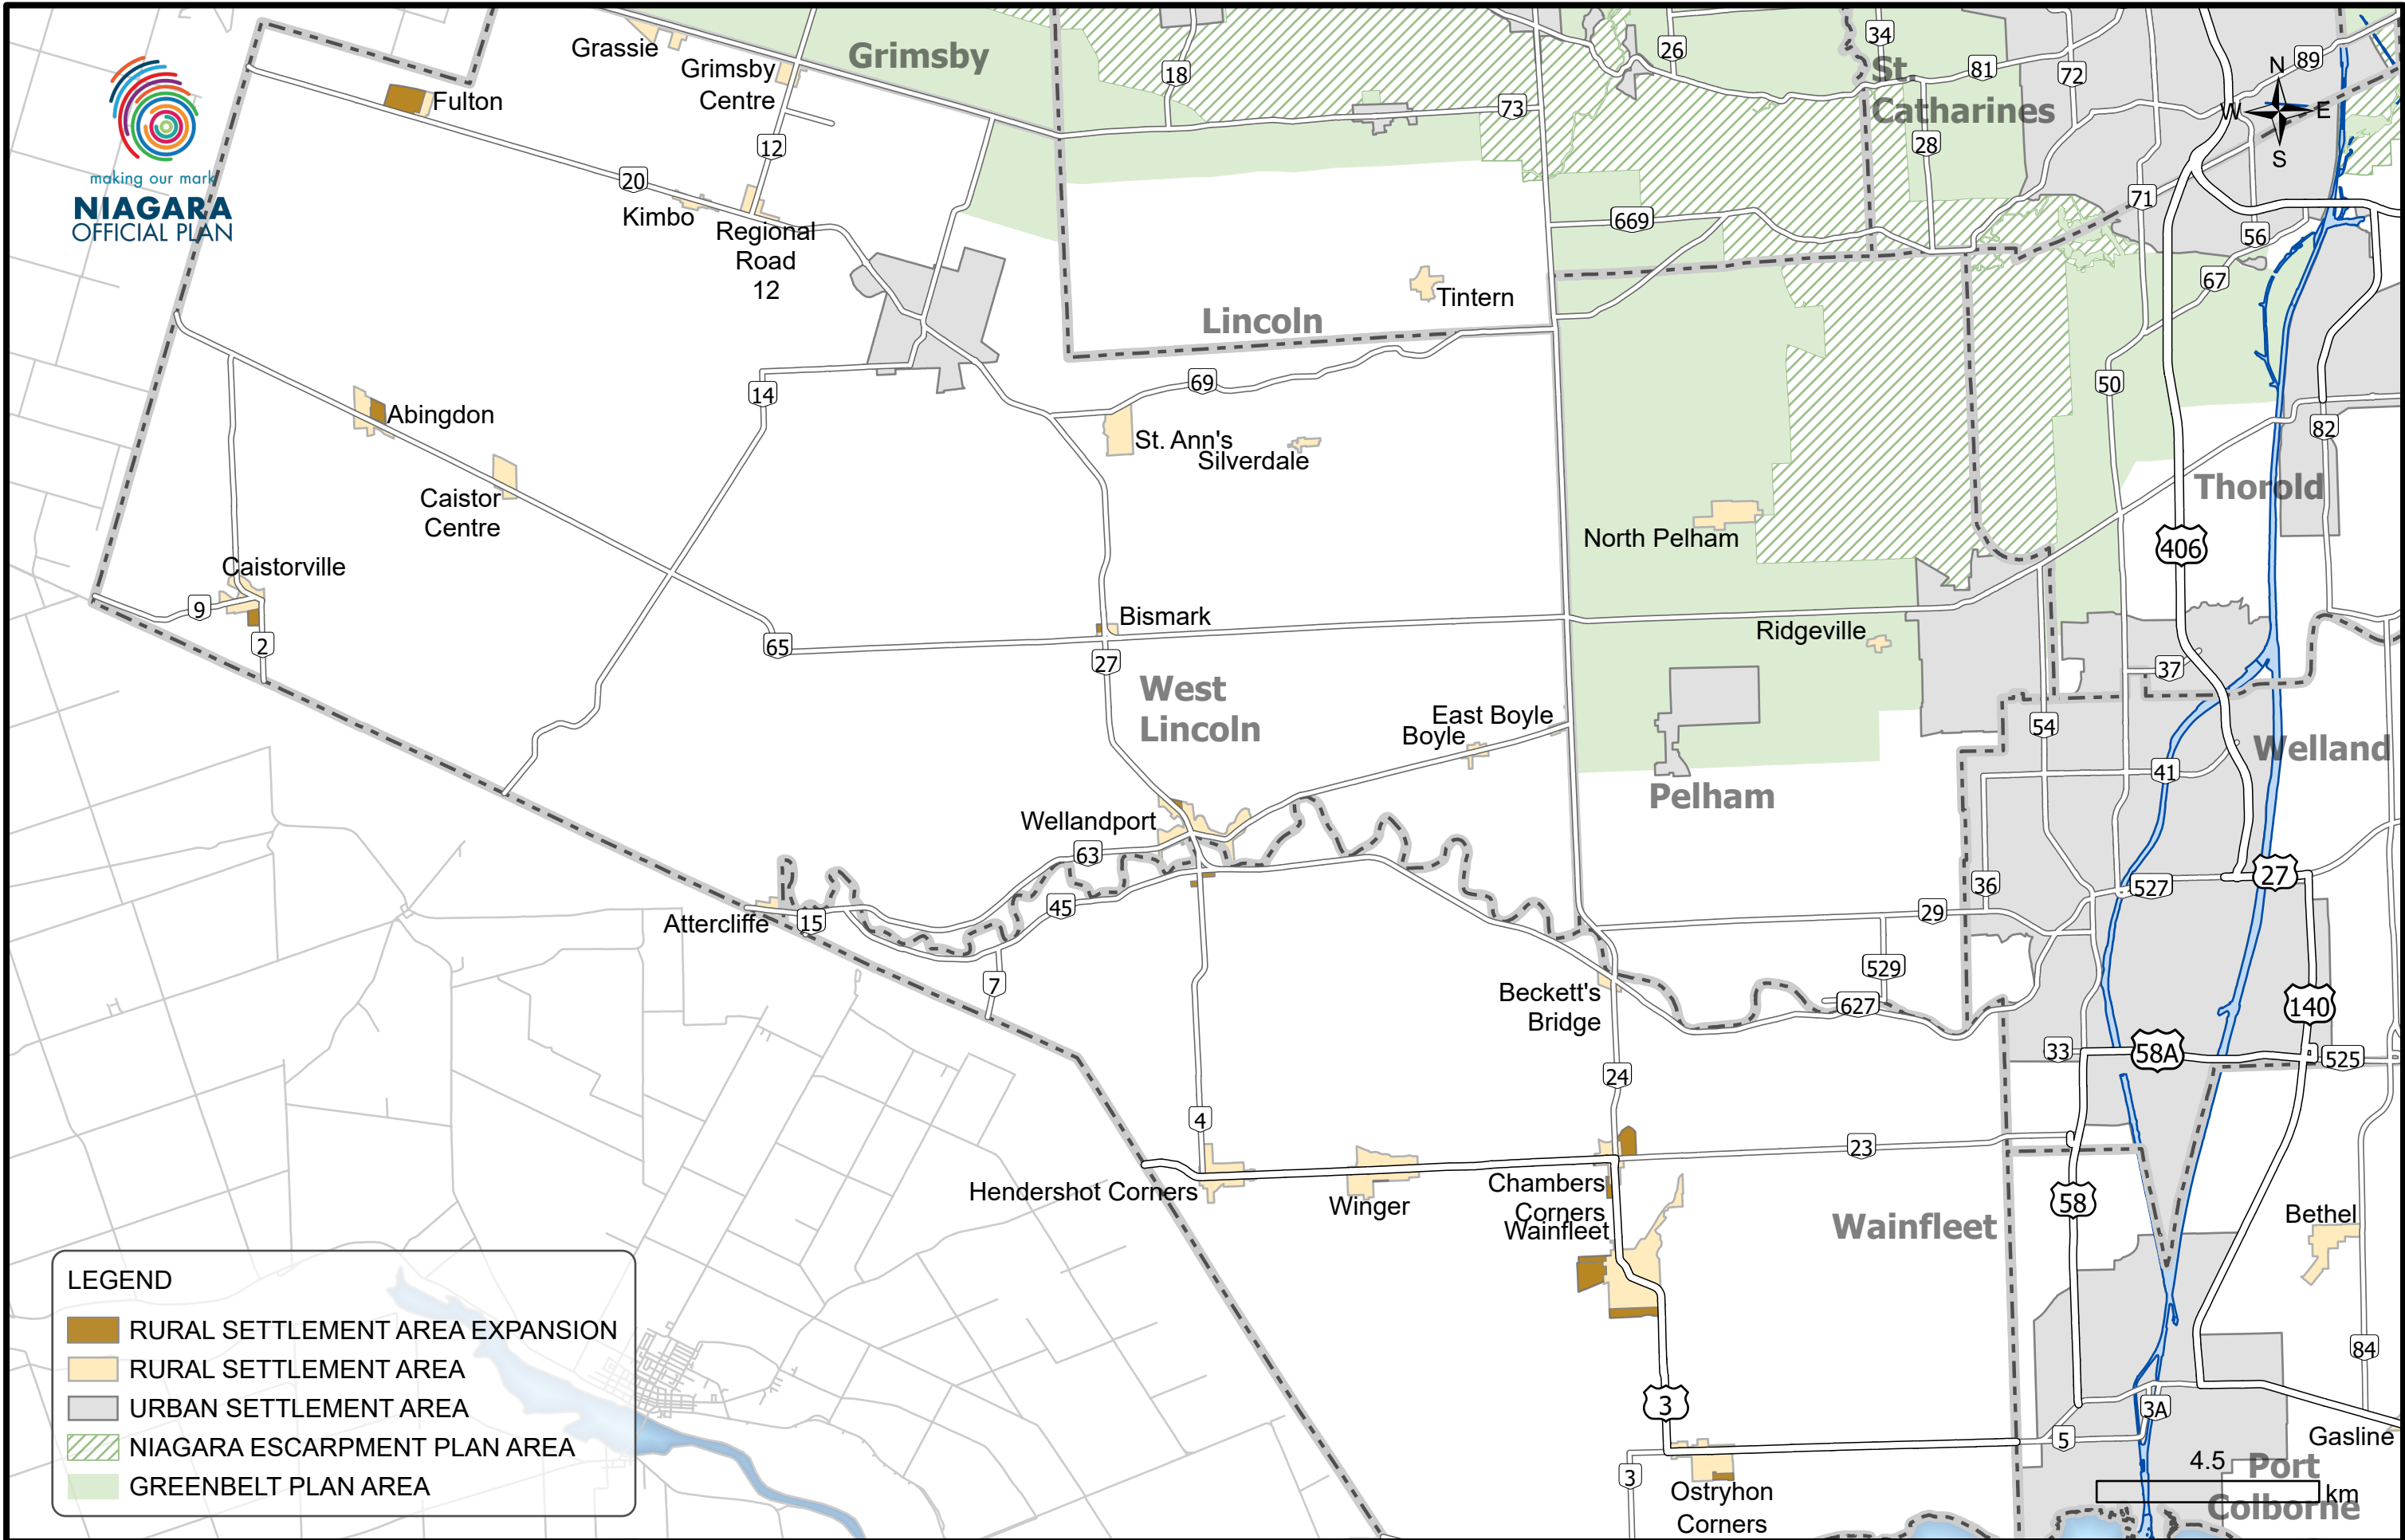 Grassie
Grimsby
Centre
Grimsby
Fulton
making our mark
NIAGARA
OFFICIAL PLAN
18
26
34
81
72
89
St.
Catharines
N
W
E
S
73
12
28
20
Kimbo
Regional
Road
12
669
71
56
67
Tintern
Lincoln
69
14
50
82
Abingdon
St. Ann's
Silverdale
Caistor
Centre
Thorold
North Pelham
406
Caistorville
9
2
Bismark
65
27
Ridgeville
37
West
Lincoln
East Boyle
Boyle
54
Welland
41
Pelham
Wellandport
63
45
36
527
27
Attercliffe
15
29
7
529
627
Beckett's
Bridge
140
33
58A
525
24
4
23
Hendershot Corners
Winger
Chambers
Corners
Wainfleet
Wainfleet
58
Bethel
84
3
3A
5
Gasline
3
Ostryhon
Corners
4.5
km
Port
Colborne
LEGEND
RURAL SETTLEMENT AREA EXPANSION
RURAL SETTLEMENT AREA
URBAN SETTLEMENT AREA
NIAGARA ESCARPMENT PLAN AREA
GREENBELT PLAN AREA